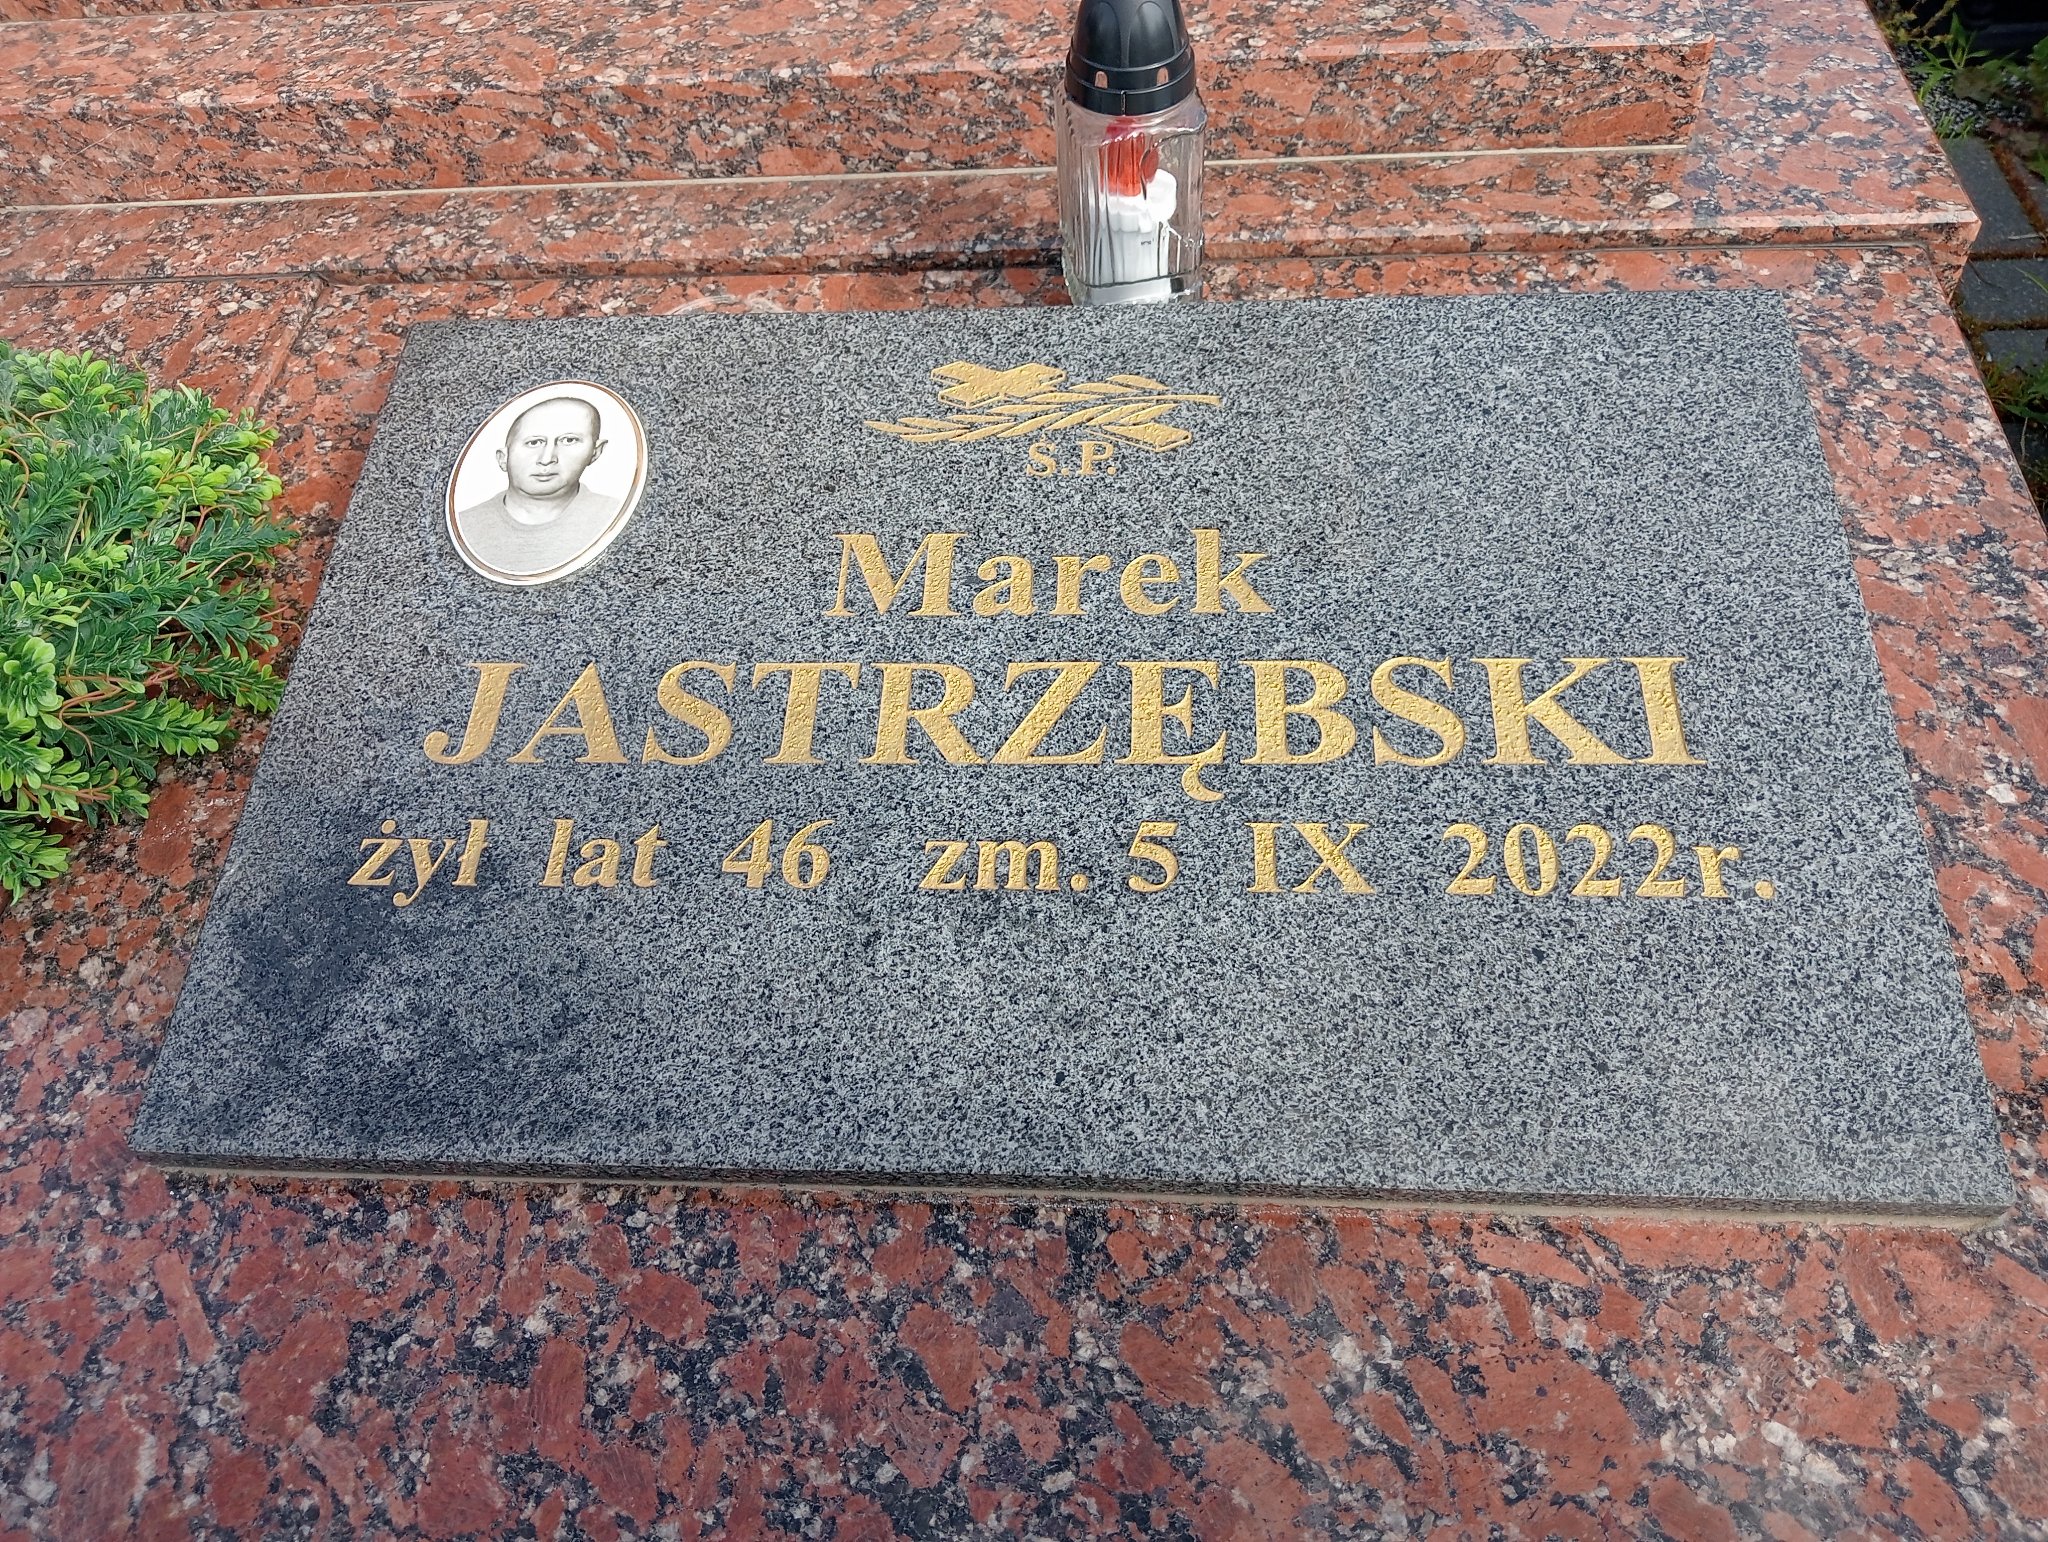 Ś.P.
Marek
JASTRZĘBSKI
żył lat 46 zm. 5 IX 2022r.